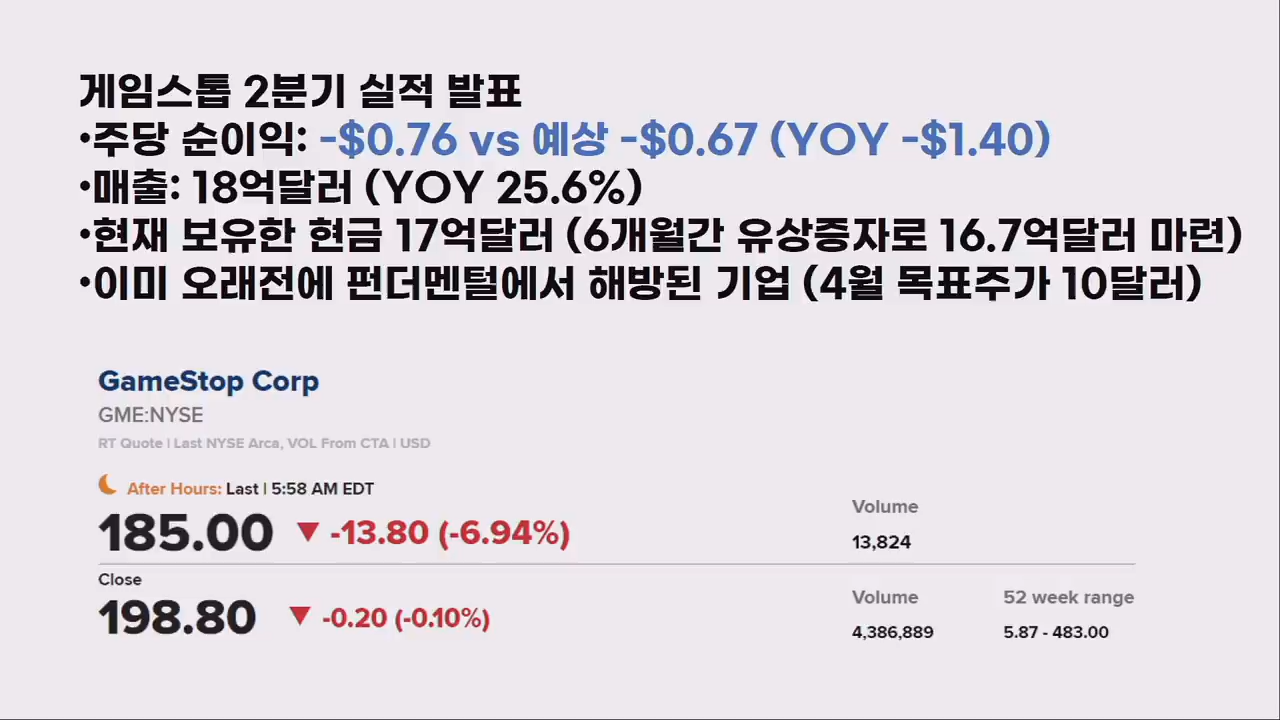 게임스톱 2분기 실적 발표
•주당 순이익: -$0.76 vs 예상 -$0.67 (YOY -$1.40)
•매출: 18억달러 (YOY 25.6%)
•현재 보유한 현금 17억달러 (6개월간 유상증자로 16.7억달러 마련)
•이미 오래전에 펀더멘털에서 해방된 기업 (4월 목표주가 10달러)
GameStop Corp
GME:NYSE
RT Quote | Last NYSE Arca, VOL From CTA | USD
After Hours: Last | 5:58 AM EDT
185.00 ▼ -13.80 (-6.94%)
Volume
13,824
Close
198.80 ▼ -0.20 (-0.10%)
Volume 52 week range
4,386,889 5.87 - 483.00